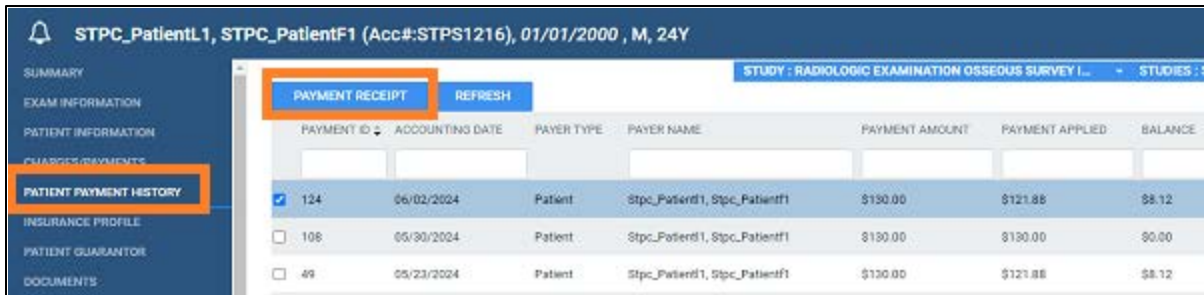 STPC_PatientL1, STPC_PatientF1 (Acc#:STPS1216), 01/01/2000 , M, 24Y
SUMMARY
EXAM INFORMATION
PATIENT INFORMATION
CHARGES/PAYMENTS
PATIENT PAYMENT HISTORY
INSURANCE PROFILE
PATIENT GUARANTOR
DOCUMENTS
STUDY : RADIOLOGIC EXAMINATION OSSEOUS SURVEY L... STUDIES :
PAYMENT RECEIPT REFRESH
PAYMENT ID ACCOUNTING DATE PAYER TYPE PAYER NAME PAYMENT AMOUNT PAYMENT APPLIED BALANCE
124 06/02/2024 Patient Stpc_Patientl1, Stpc_Patientf1 $130.00 $121.88 $8.12
108 05/30/2024 Patient Stpc_Patientl1, Stpc_Patientf1 $130.00 $130.00 $0.00
49 05/23/2024 Patient Stpc_Patientl1, Stpc_Patientf1 $130.00 $121.88 $8.12